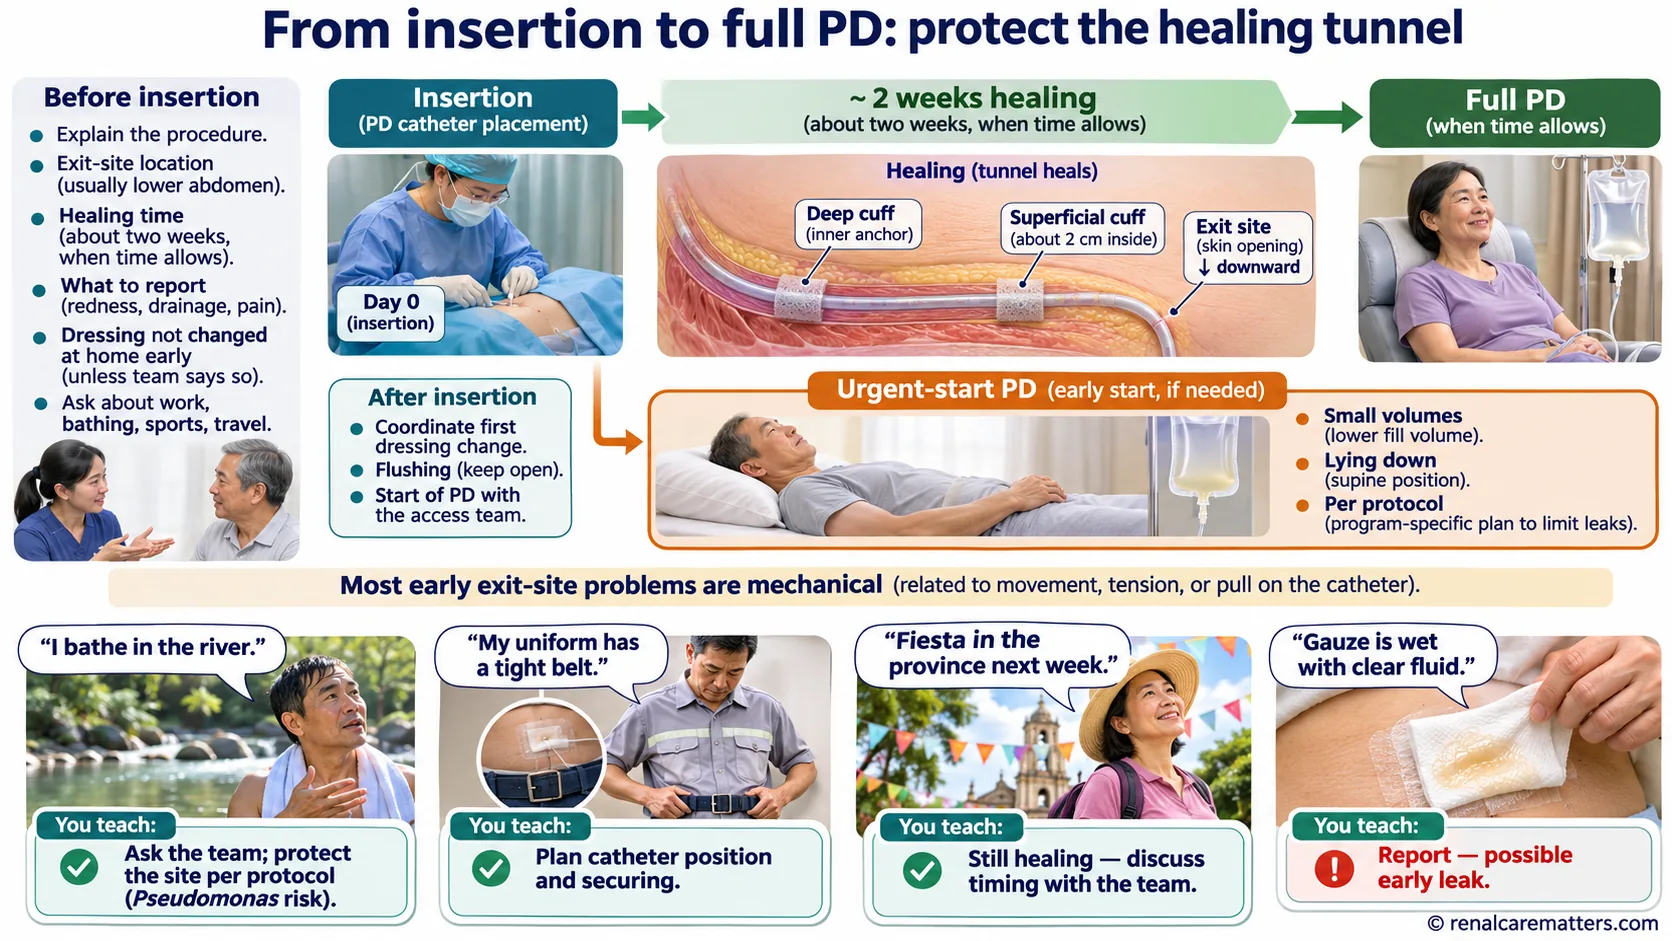 From insertion to full PD: protect the healing tunnel
Before insertion
Explain the procedure.
Exit-site location
(usually lower abdomen).
Healing time
(about two weeks,
when time allows).
What to report
(redness, drainage, pain).
Dressing not changed
at home early
(unless team says so).
Ask about work,
bathing, sports, travel.
Insertion
(PD catheter placement)
Day 0
(insertion)
~ 2 weeks healing
(about two weeks, when time allows)
Healing (tunnel heals)
Deep cuff
(inner anchor)
Superficial cuff
(about 2 cm inside)
Exit site
(skin opening)
↓ downward
Full PD
(when time allows)
After insertion
Coordinate first
dressing change.
Flushing (keep open).
Start of PD with
the access team.
Urgent-start PD (early start, if needed)
Small volumes
(lower fill volume).
Lying down
(supine position).
Per protocol
(program-specific plan to limit leaks).
Most early exit-site problems are mechanical (related to movement, tension, or pull on the catheter).
“I bathe in the river.”
You teach:
Ask the team; protect
the site per protocol
(Pseudomonas risk).
“My uniform has
a tight belt.”
You teach:
Plan catheter position
and securing.
“Fiesta in the
province next week.”
You teach:
Still healing — discuss
timing with the team.
“Gauze is wet
with clear fluid.”
You teach:
Report — possible
early leak.
© renalcarematters.com